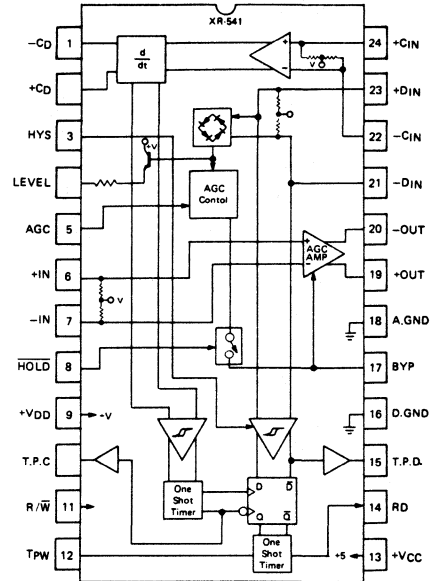 XR-541
-CD 1
+CD 2
HYS 3
LEVEL
AGC 5
+IN 6
-IN 7
HOLD 8
+VDD 9
T.P.C
R/W 11
TPW 12
24 +CIN
23 +DIN
22 -CIN
21 -DIN
20 -OUT
19 +OUT
18 A.GND
17 BYP
16 D.GND
15 T.P.D.
14 RD
13 +VCC
d
dt
+
-
V
+V
AGC
Contol
+
-
AGC
AMP
V
-V
D D
Q Q
One
Shot
Timer
One
Shot
Timer
+5